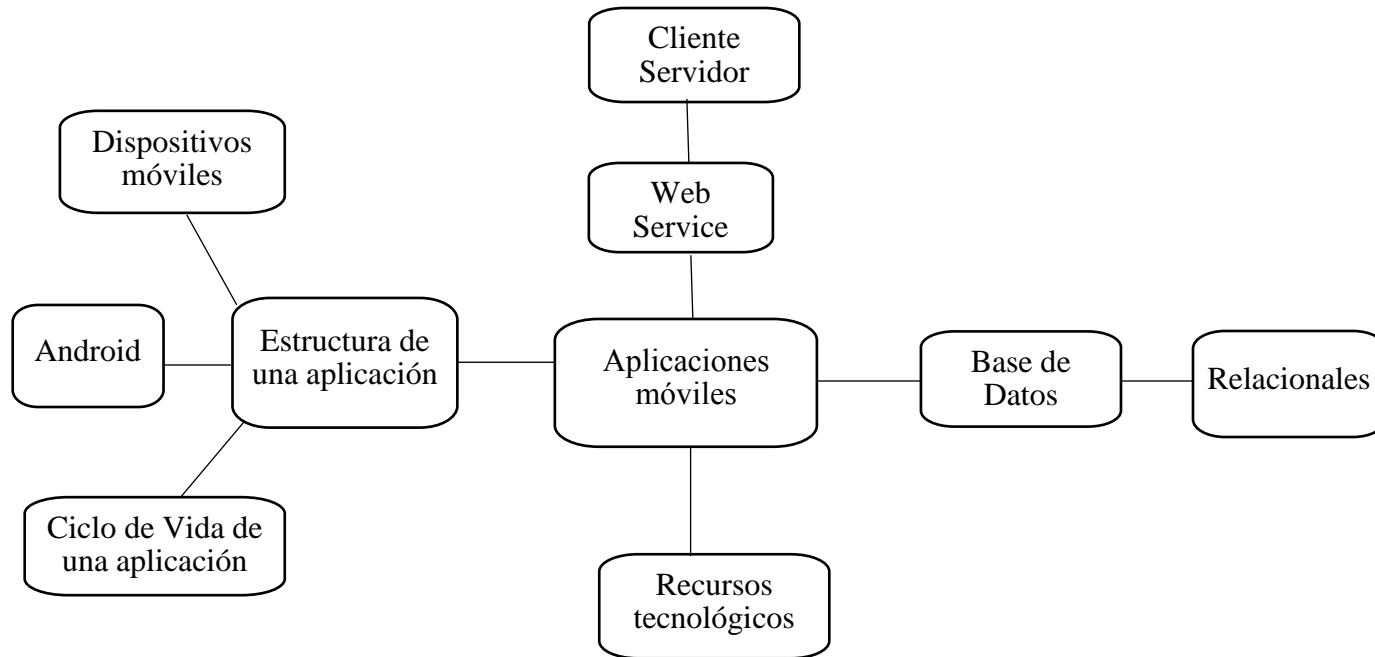 Cliente
Servidor
Dispositivos
móviles
Web
Service
Android
Estructura de
una aplicación
Aplicaciones
móviles
Base de
Datos
Relacionales
Ciclo de Vida de
una aplicación
Recursos
tecnológicos